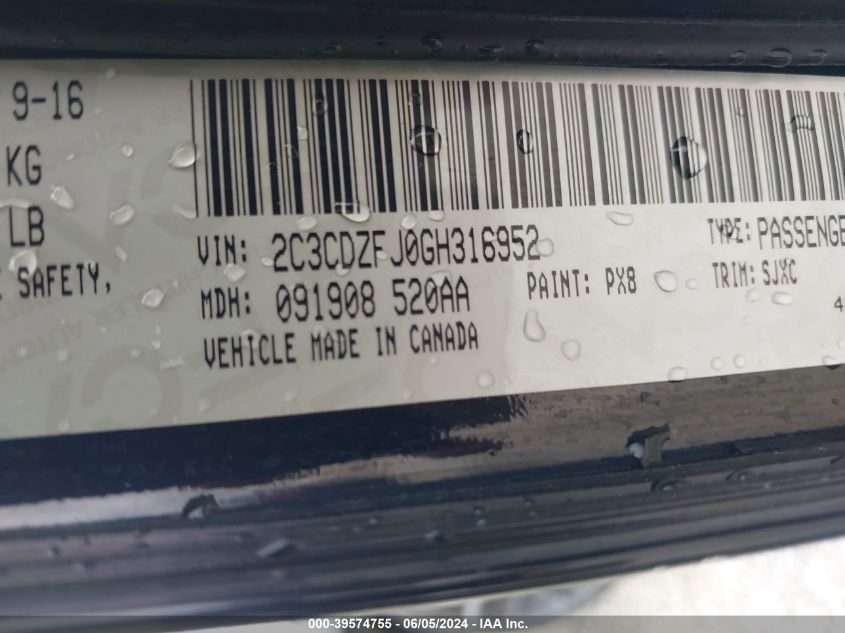 9-16
KG
LB
SAFETY,
VIN: 2C3CDZFJ0GH316952
TYPE: PASSENGE
MDH: 091908 520AA
PAINT: PX8
TRIM: SJXC
VEHICLE MADE IN CANADA
000-39574755 - 06/05/2024 - IAA Inc.